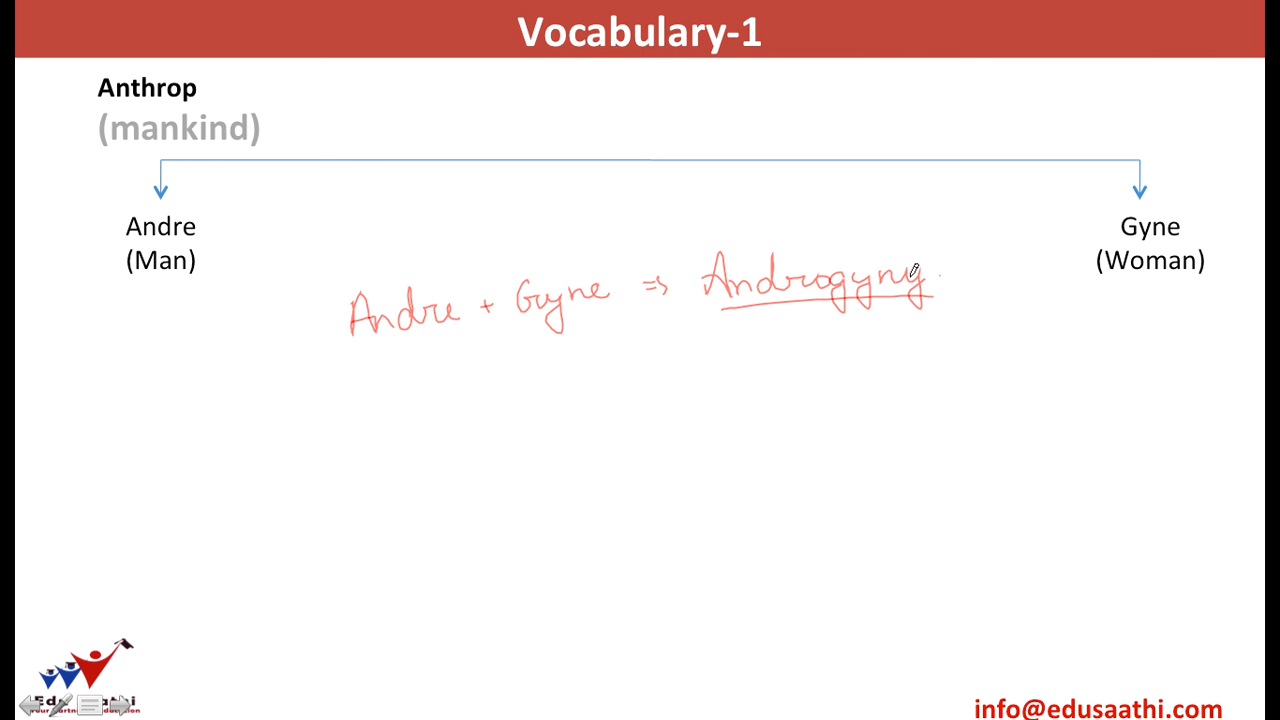 Vocabulary-1
Anthrop
(mankind)
Andre
(Man)
Gyne
(Woman)
Andre + Gyne ⇒ Androgyny
info@edusaathi.com